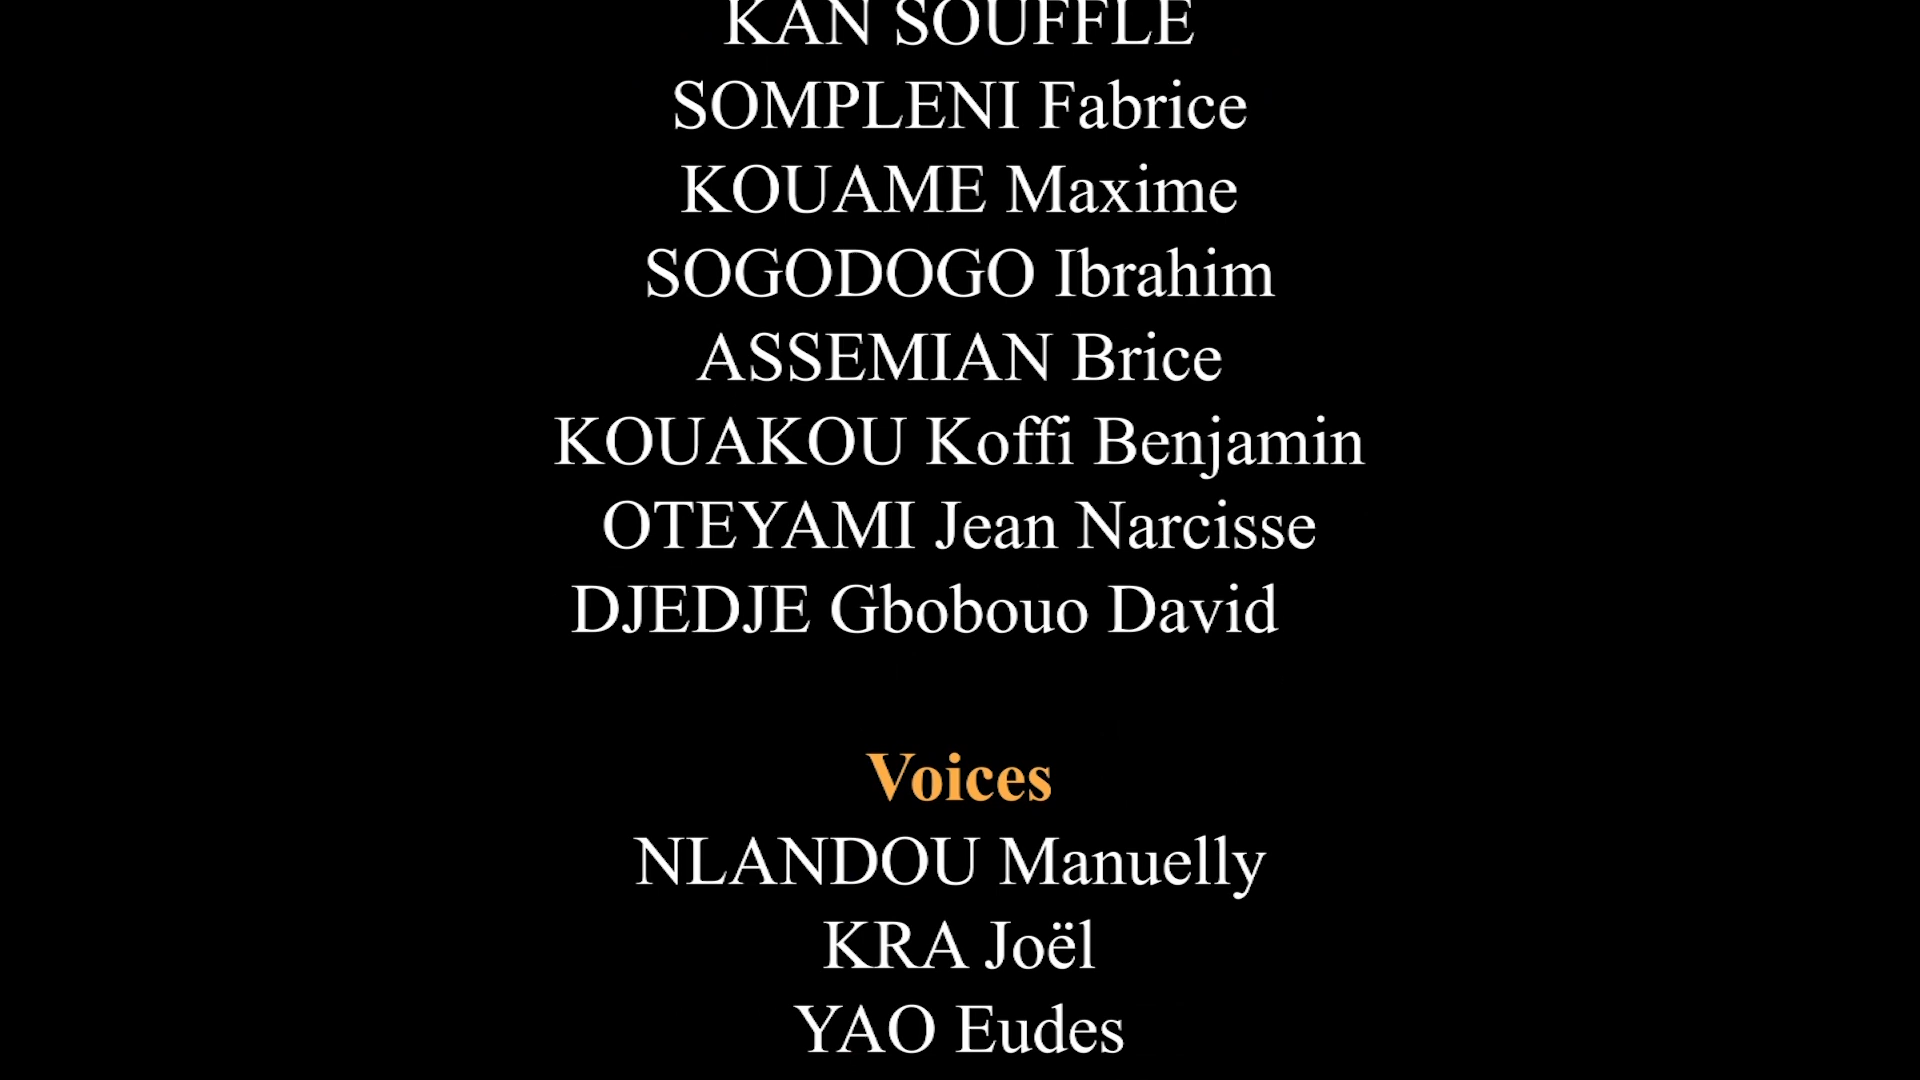 KAN SOUFFLE
SOMPLENI Fabrice
KOUAME Maxime
SOGODOGO Ibrahim
ASSEMIAN Brice
KOUAKOU Koffi Benjamin
OTEYAMI Jean Narcisse
DJEDJE Gbobouo David
Voices
NLANDOU Manuelly
KRA Joël
YAO Eudes